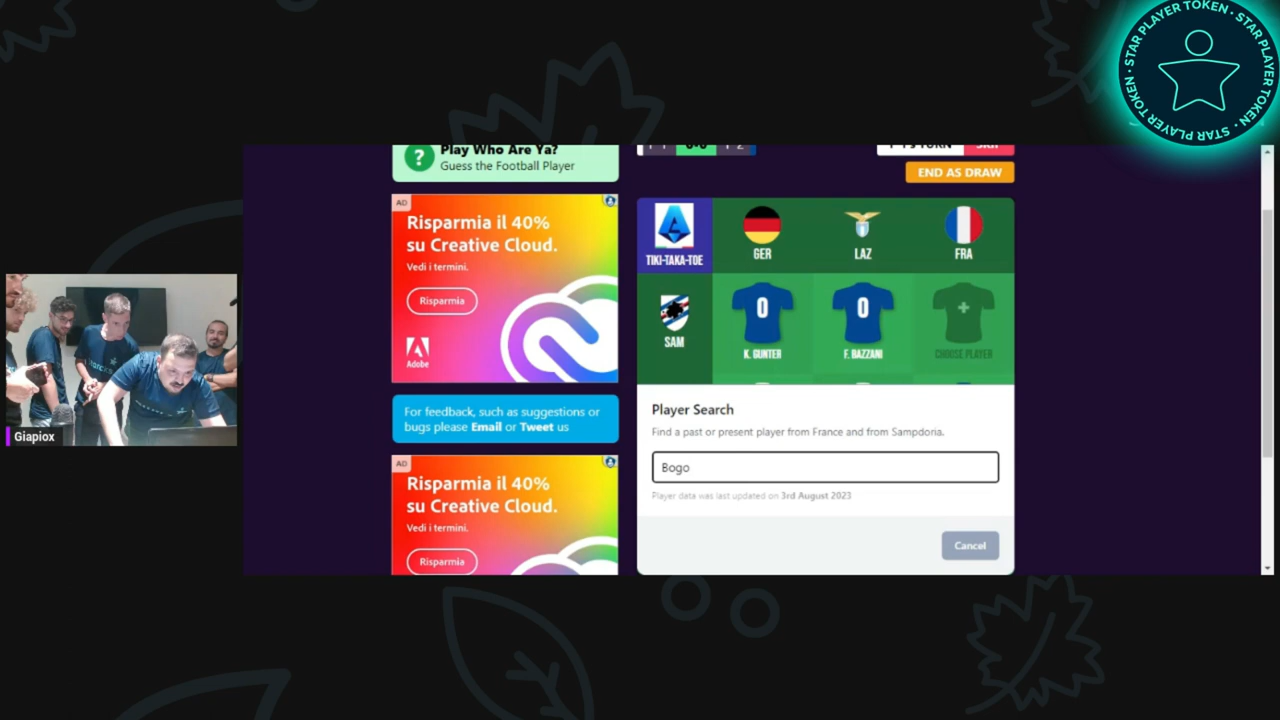 STAR PLAYER TOKEN • STAR PLAYER TOKEN • STAR PLAYER TOKEN •
Play Who Are Ya?
?
Guess the Football Player
END AS DRAW
AD
Risparmia il 40%
su Creative Cloud.
Vedi i termini.
Risparmia
Adobe
TIKI-TAKA-TOE
GER
LAZ
FRA
SAM
0
0
+
K. GUNTER
F. BAZZANI
CHOOSE PLAYER
Giapiox
For feedback, such as suggestions or
bugs please Email or Tweet us
Player Search
Find a past or present player from France and from Sampdoria.
Bogo
Player data was last updated on 3rd August 2023
Cancel
AD
Risparmia il 40%
su Creative Cloud.
Vedi i termini.
Risparmia